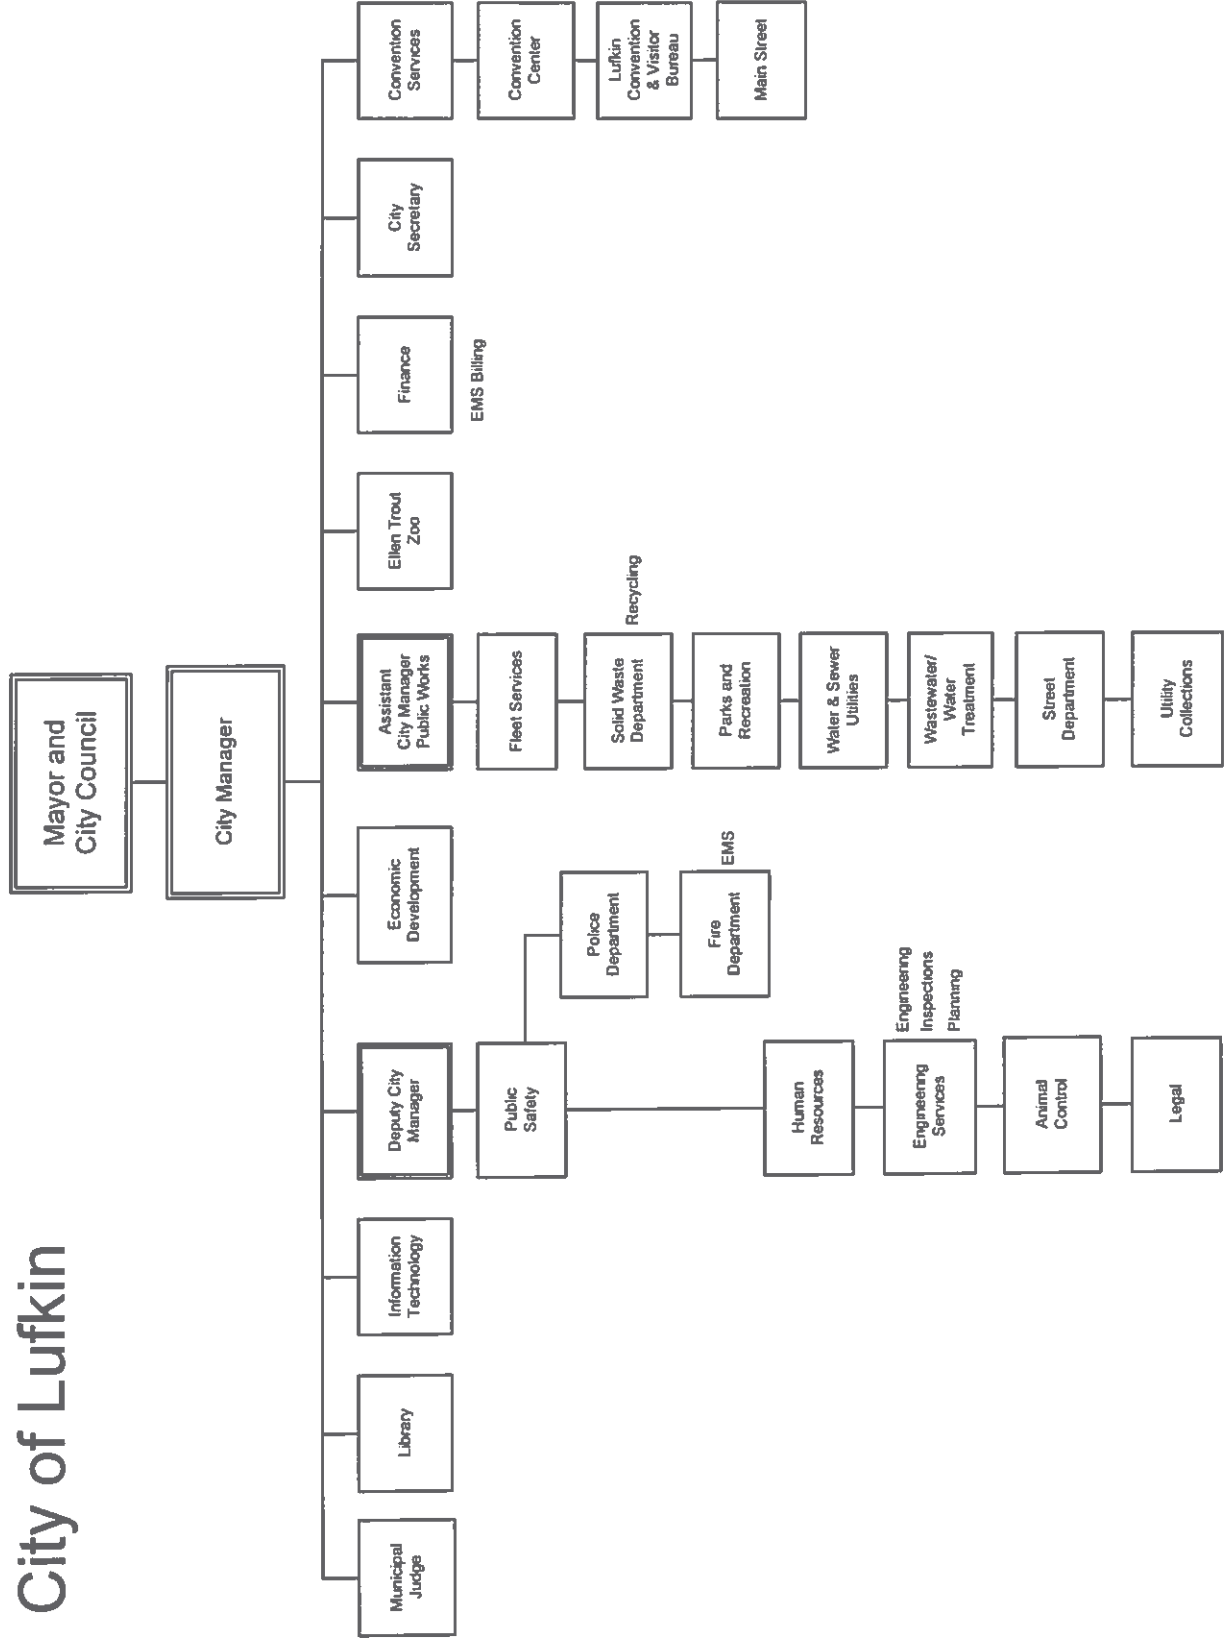 City of Lufkin
Mayor and
City Council
City Manager
Municipal
Judge
Library
Information
Technology
Deputy City
Manager
Economic
Development
Assistant
City Manager
Public Works
Ellen Trout
Zoo
Finance
EMS Billing
City
Secretary
Convention
Services
Public
Safety
Police
Department
Fire
Department
EMS
Human
Resources
Engineering
Services
Engineering
Inspections
Planning
Animal
Control
Legal
Fleet Services
Solid Waste
Department
Recycling
Parks and
Recreation
Water & Sewer
Utilities
Wastewater/
Water
Treatment
Street
Department
Utility
Collections
Convention
Center
Lufkin
Convention
& Visitor
Bureau
Main Street